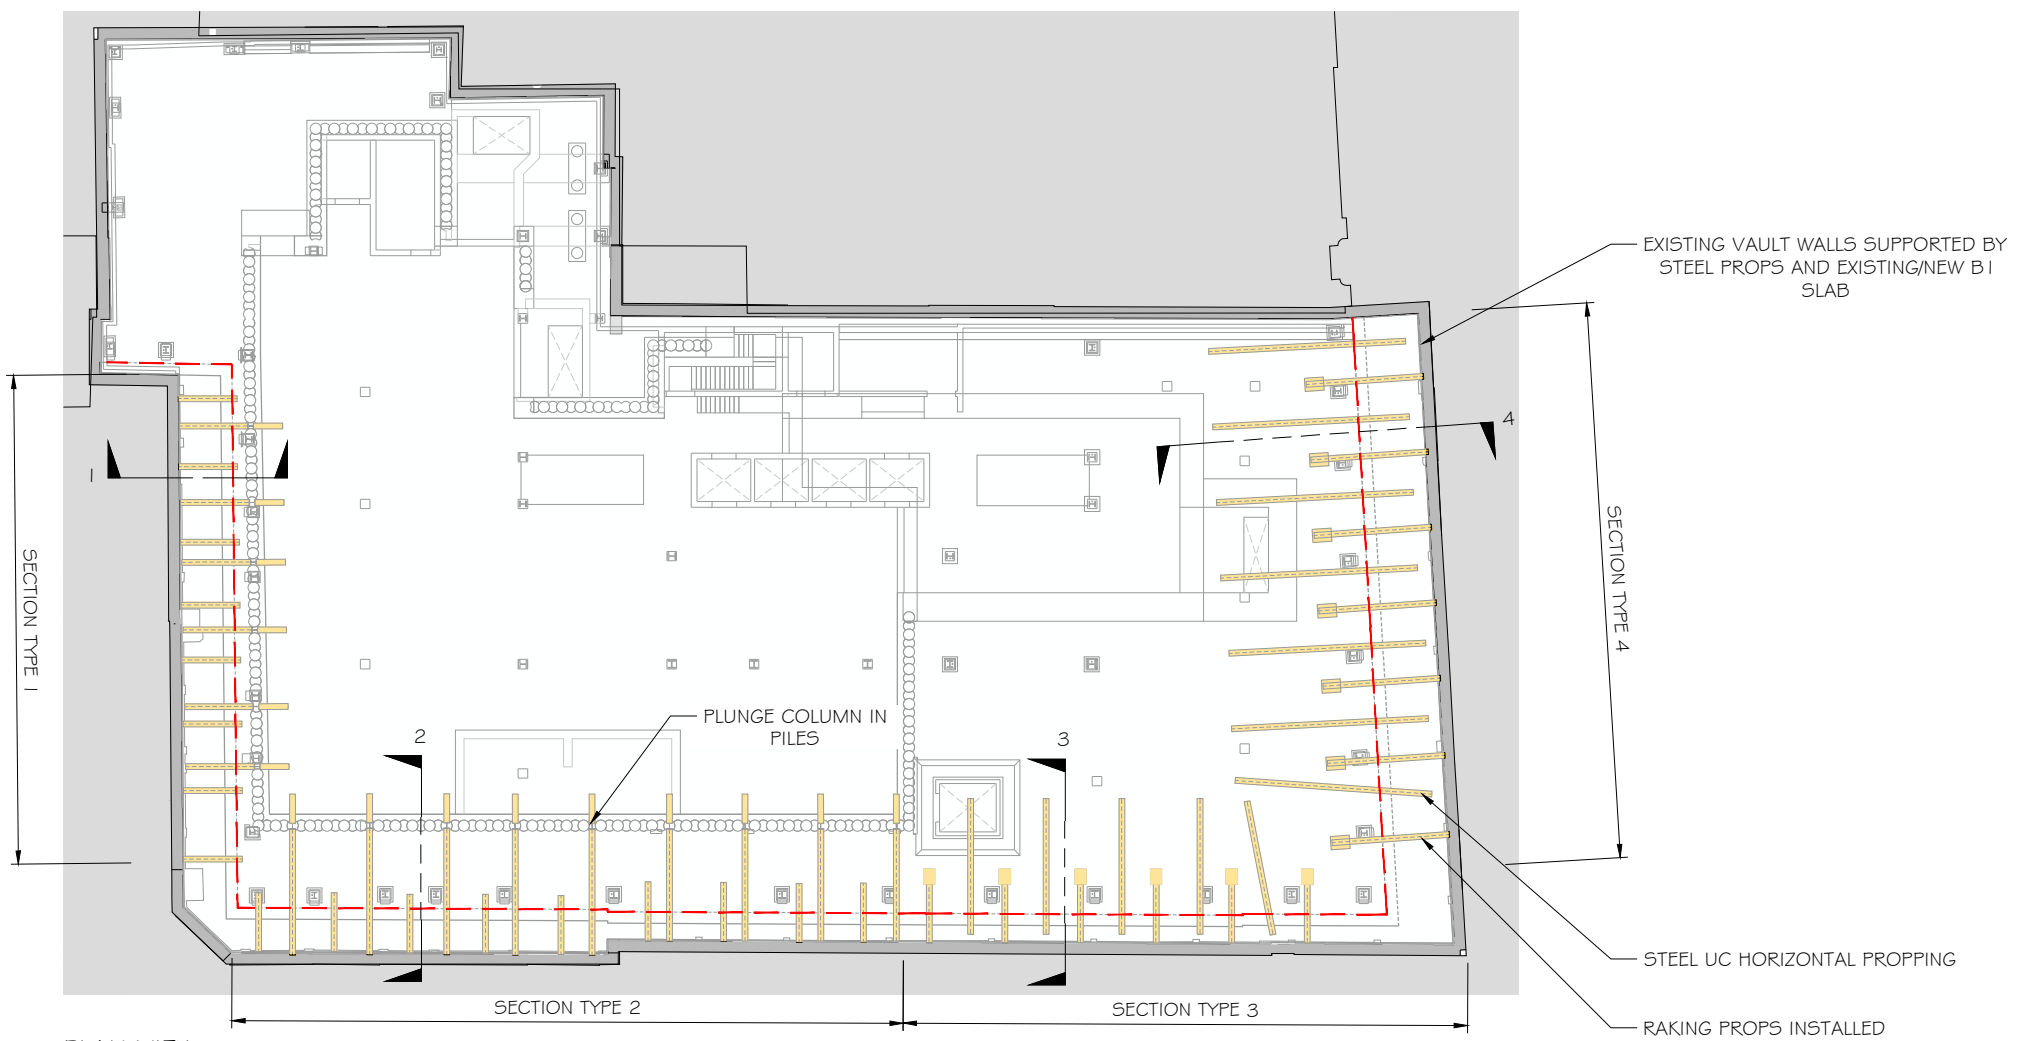 EXISTING VAULT WALLS SUPPORTED BY
STEEL PROPS AND EXISTING/NEW B1
SLAB
4
1
SECTION TYPE 1
SECTION TYPE 4
PLUNGE COLUMN IN
PILES
2
3
STEEL UC HORIZONTAL PROPPING
SECTION TYPE 2
SECTION TYPE 3
RAKING PROPS INSTALLED